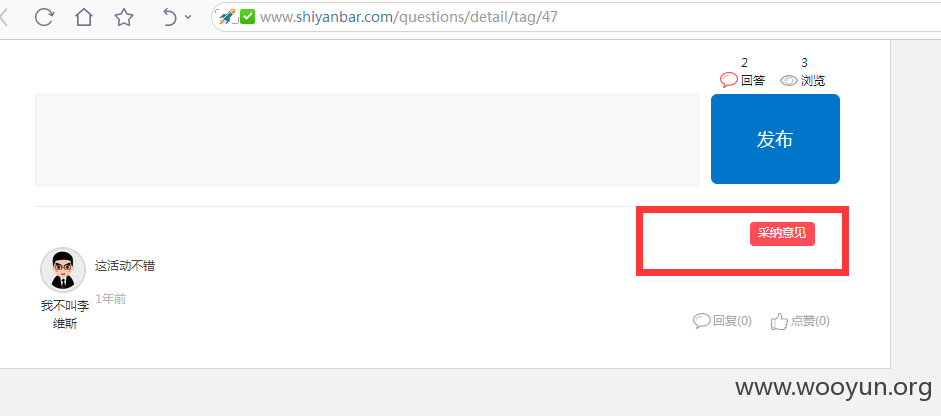 www.shiyanbar.com/questions/detail/tag/47
2 3
回答 浏览
发布
采纳意见
这活动不错
1年前
我不叫李
维斯
回复(0) 点赞(0)
www.wooyun.org